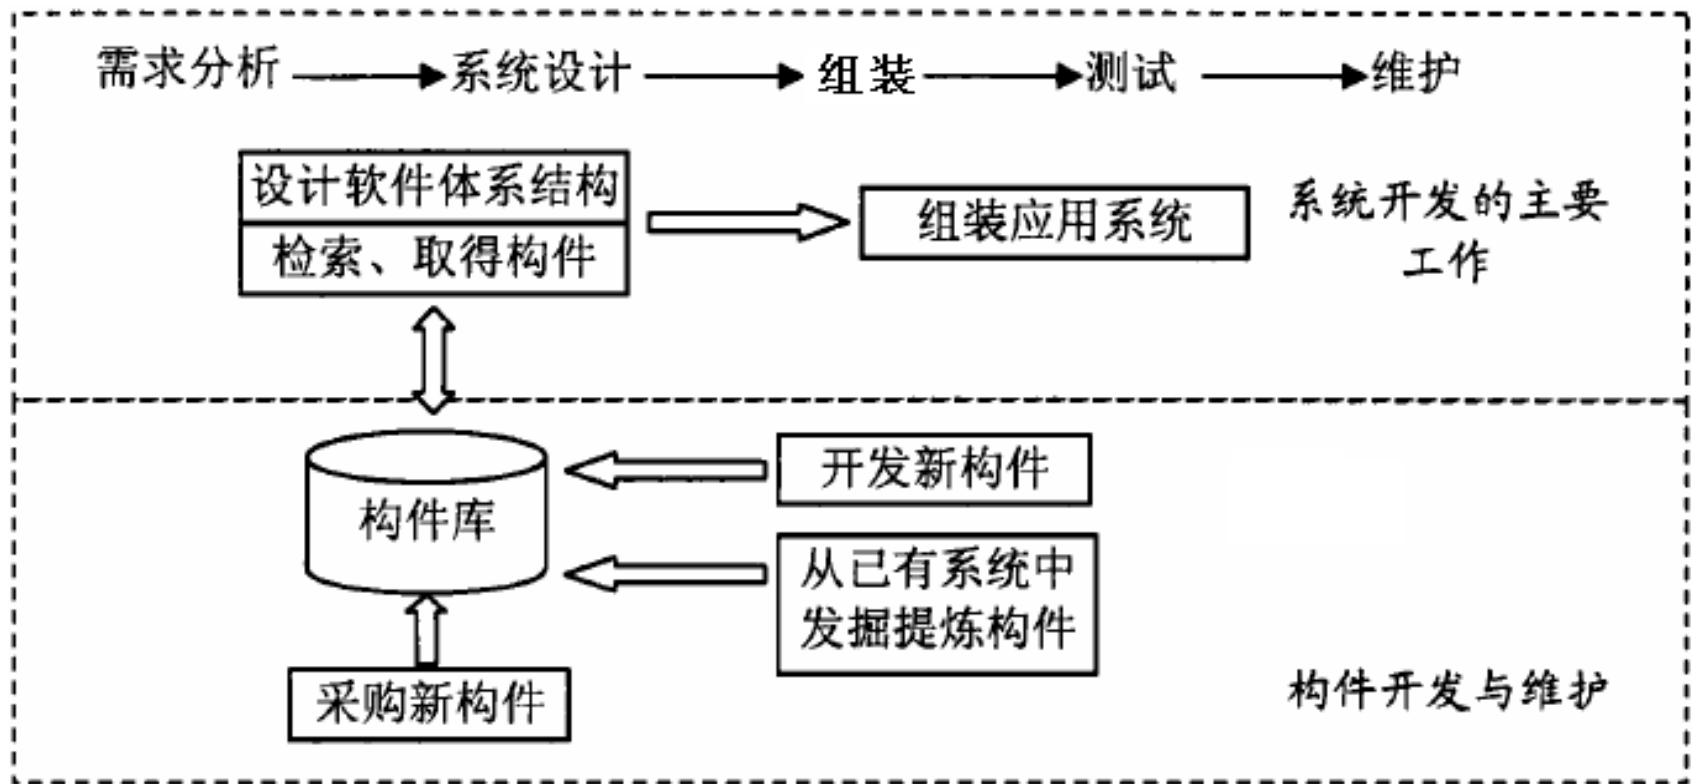 需求分析 系统设计 组装 测试 维护
设计软件体系结构
检索、取得构件
组装应用系统
系统开发的主要
工作
构件库
开发新构件
从已有系统中
发掘提炼构件
采购新构件
构件开发与维护